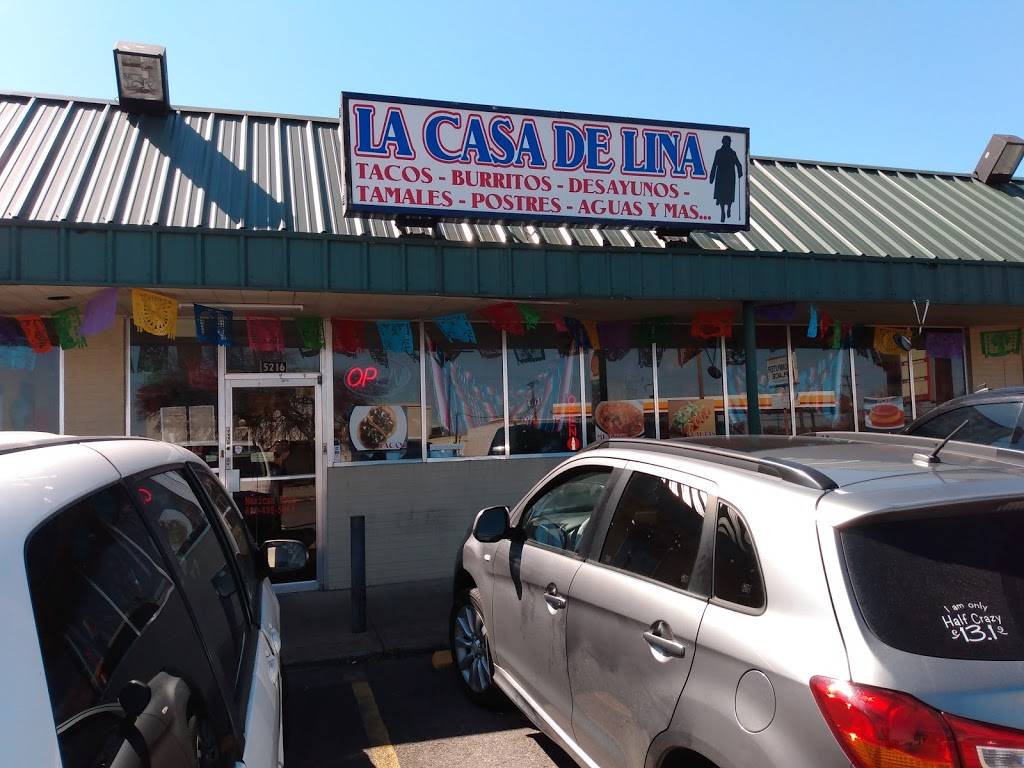 LA CASA DE LINA
TACOS - BURRITOS - DESAYUNOS -
TAMALES - POSTRES - AGUAS Y MAS...
5216
OP
I am only
Half Crazy
13.1